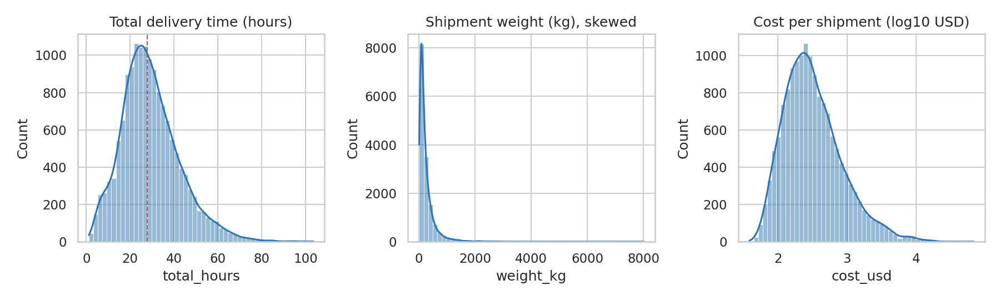 Total delivery time (hours)
Count
1000
800
600
400
200
0
0 20 40 60 80 100
total_hours
Shipment weight (kg), skewed
Count
8000
6000
4000
2000
0
0 2000 4000 6000 8000
weight_kg
Cost per shipment (log10 USD)
Count
1000
800
600
400
200
0
2 3 4
cost_usd